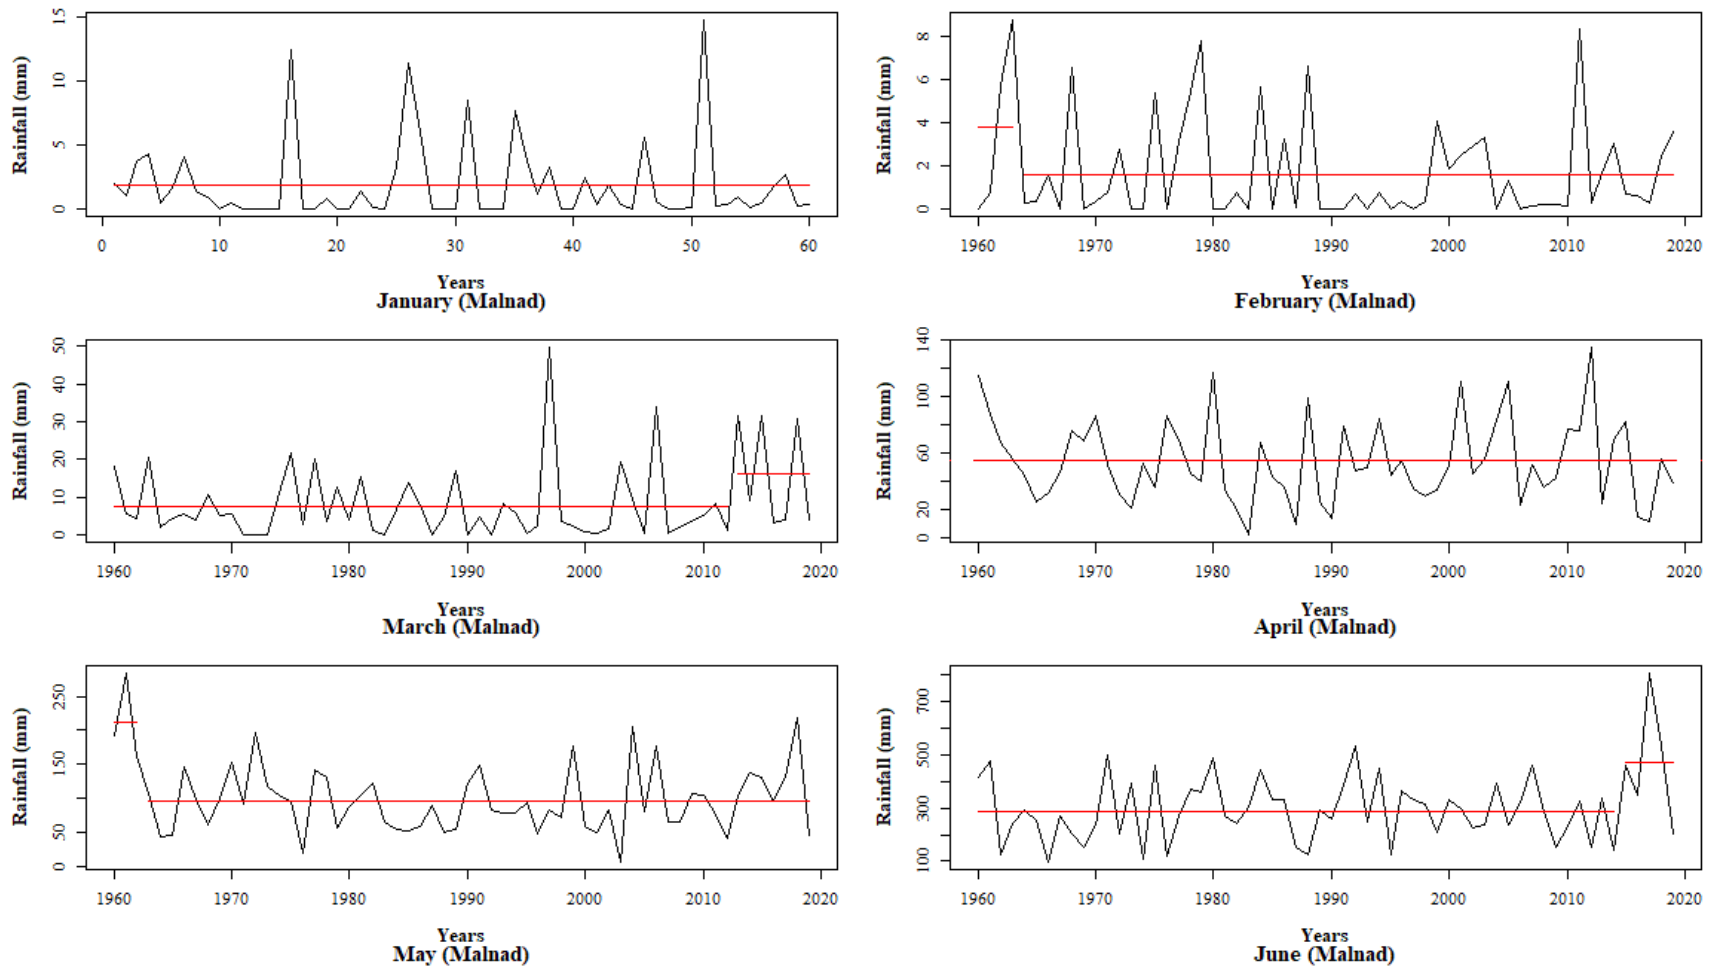 Rainfall (mm)
0 5 10 15
0 10 20 30 40 50 60
Years
January (Malnad)
Rainfall (mm)
0 2 4 6 8
1960 1970 1980 1990 2000 2010 2020
Years
February (Malnad)
Rainfall (mm)
0 10 20 30 40 50
1960 1970 1980 1990 2000 2010 2020
Years
March (Malnad)
Rainfall (mm)
0 20 60 100 140
1960 1970 1980 1990 2000 2010 2020
Years
April (Malnad)
Rainfall (mm)
0 50 150 250
1960 1970 1980 1990 2000 2010 2020
Years
May (Malnad)
Rainfall (mm)
100 300 500 700
1960 1970 1980 1990 2000 2010 2020
Years
June (Malnad)